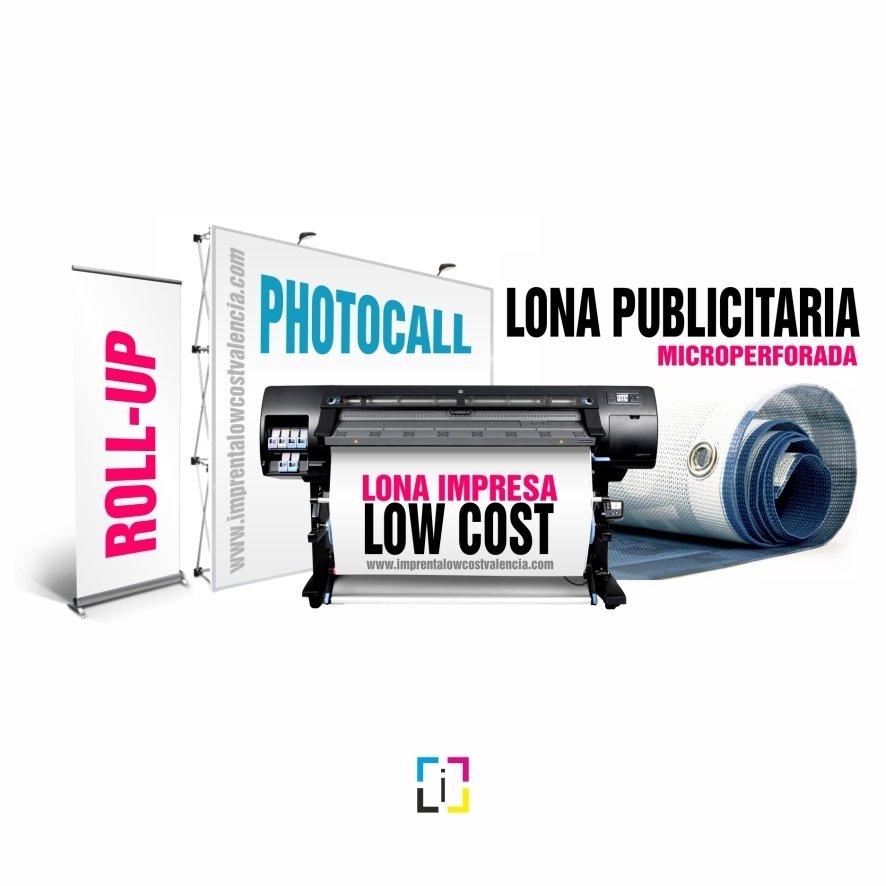 ROLL-UP
www.imprentalowcostvalencia.com
PHOTOCALL
LONA PUBLICITARIA
MICROPERFORADA
LONA IMPRESA
LOW COST
www.imprentalowcostvalencia.com
i